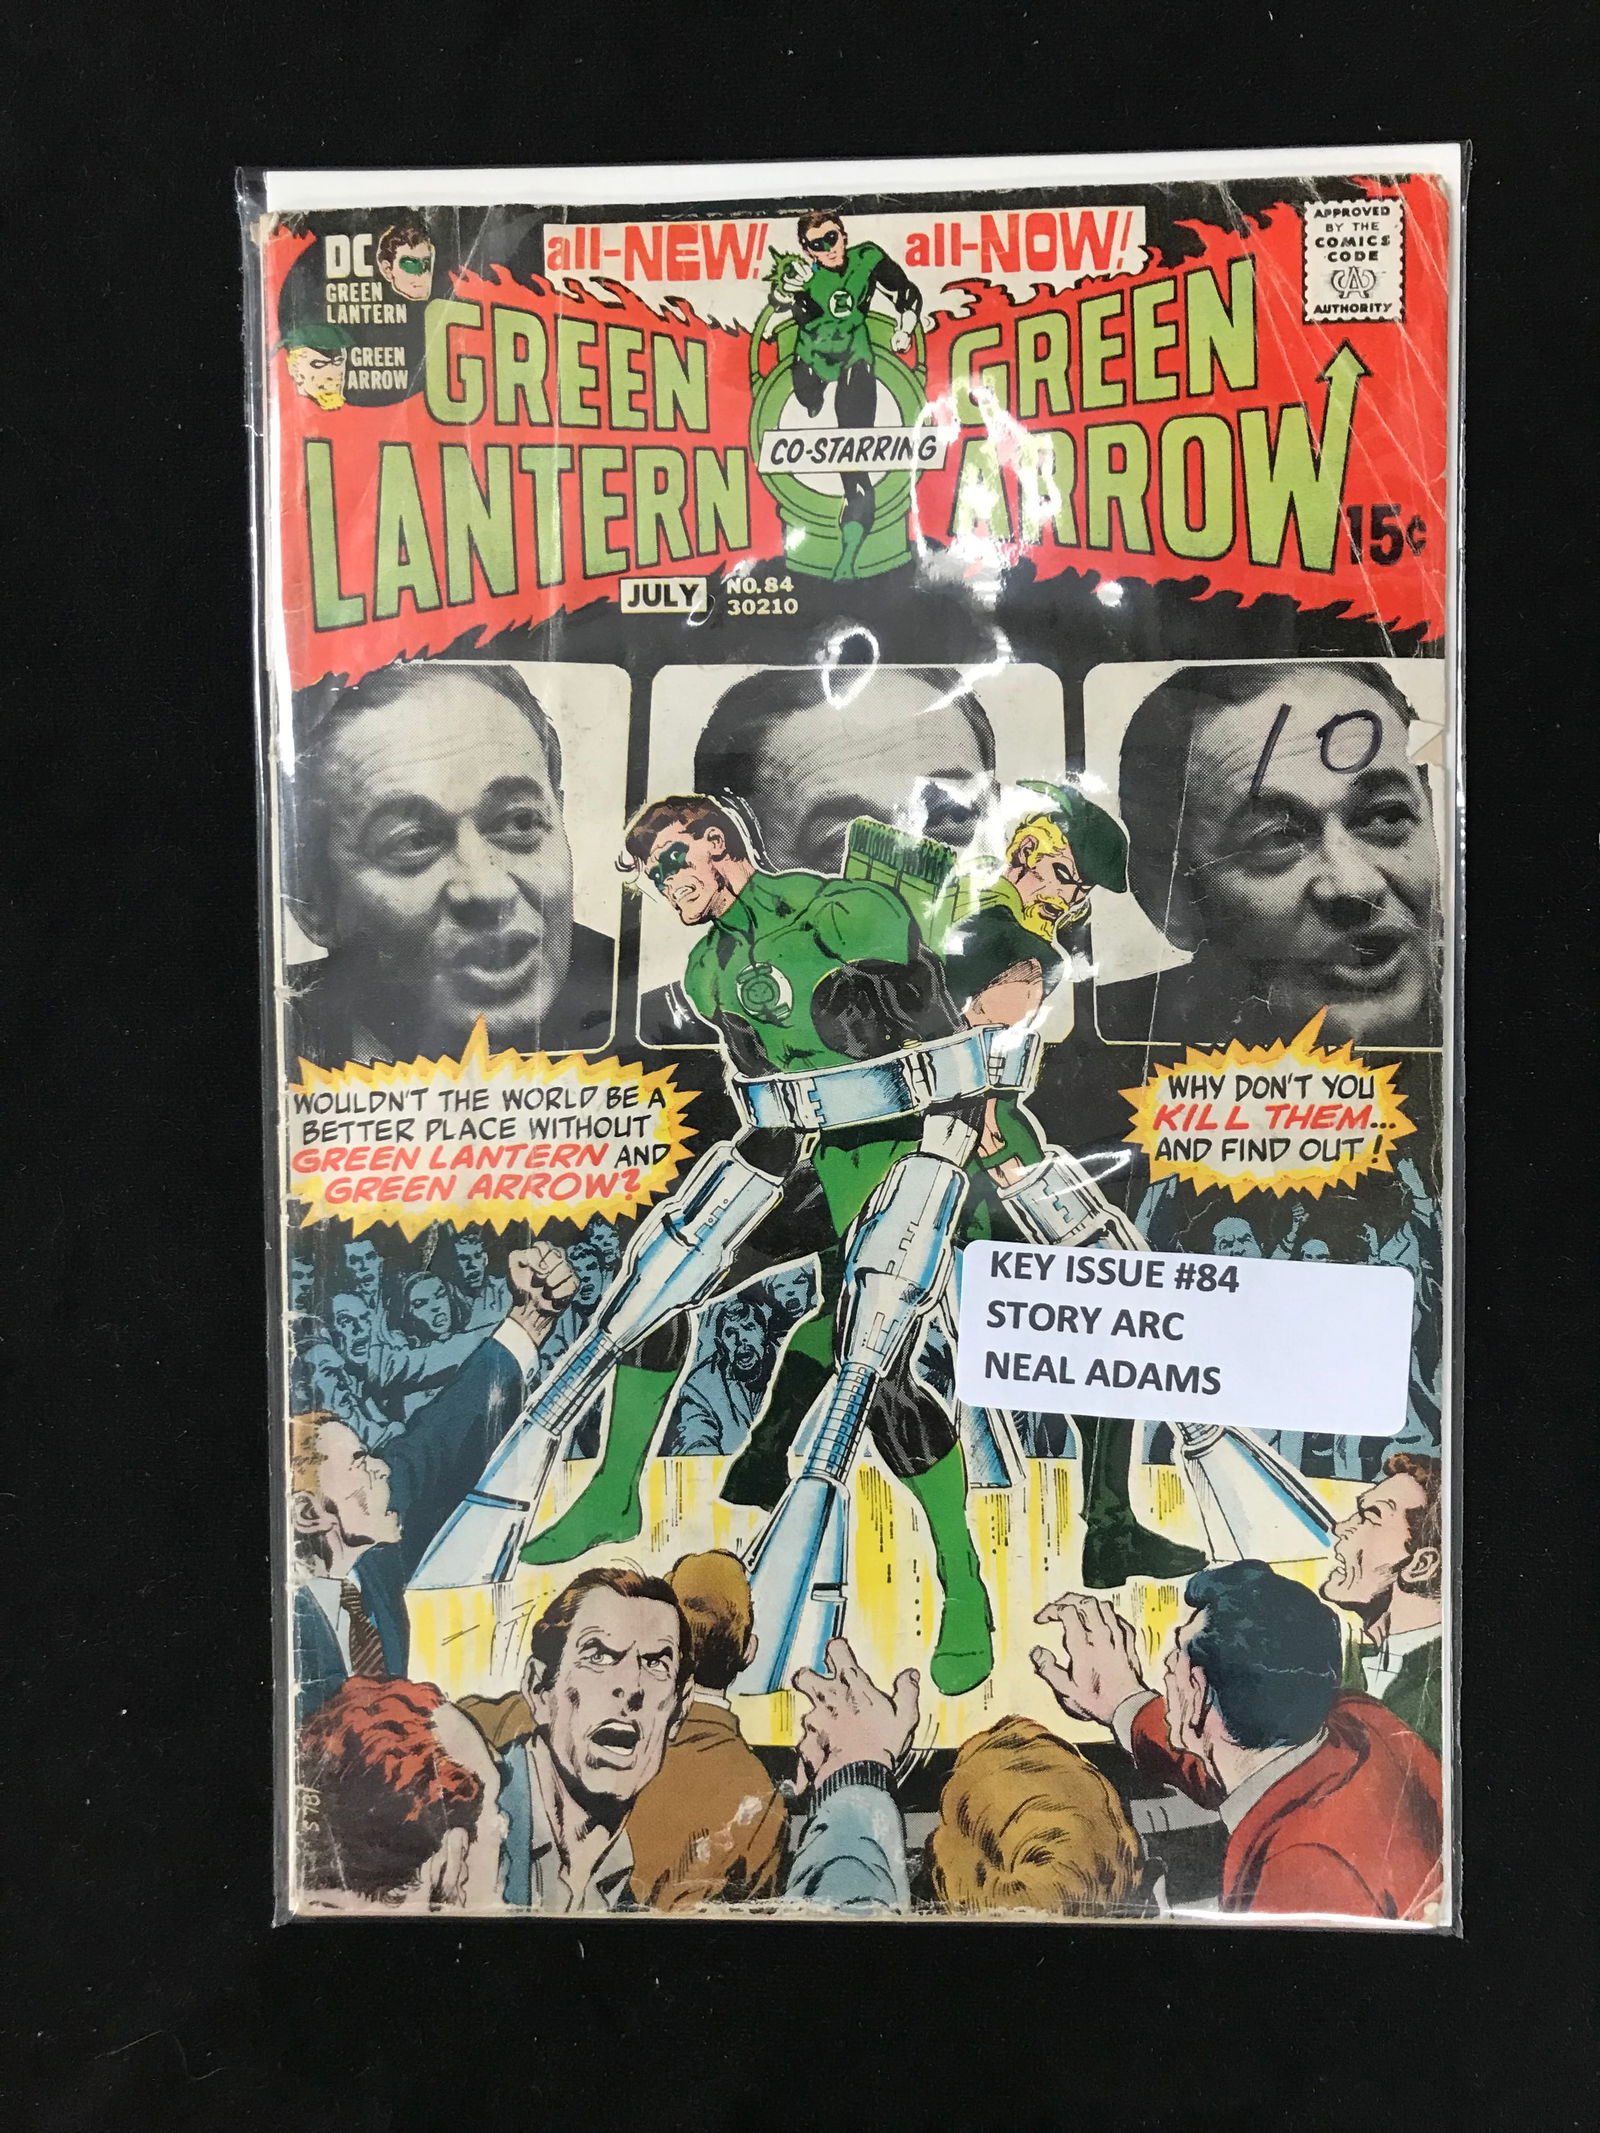 all-NEW! all-NOW!
DC
GREEN
LANTERN
GREEN
ARROW
APPROVED
BY THE
COMICS
CODE
CA
AUTHORITY
GREEN
LANTERN
CO-STARRING
GREEN
ARROW
15¢
JULY
NO. 84
30210
10
WOULDN'T THE WORLD BE A
BETTER PLACE WITHOUT
GREEN LANTERN AND
GREEN ARROW?
WHY DON'T YOU
KILL THEM...
AND FIND OUT!
KEY ISSUE #84
STORY ARC
NEAL ADAMS